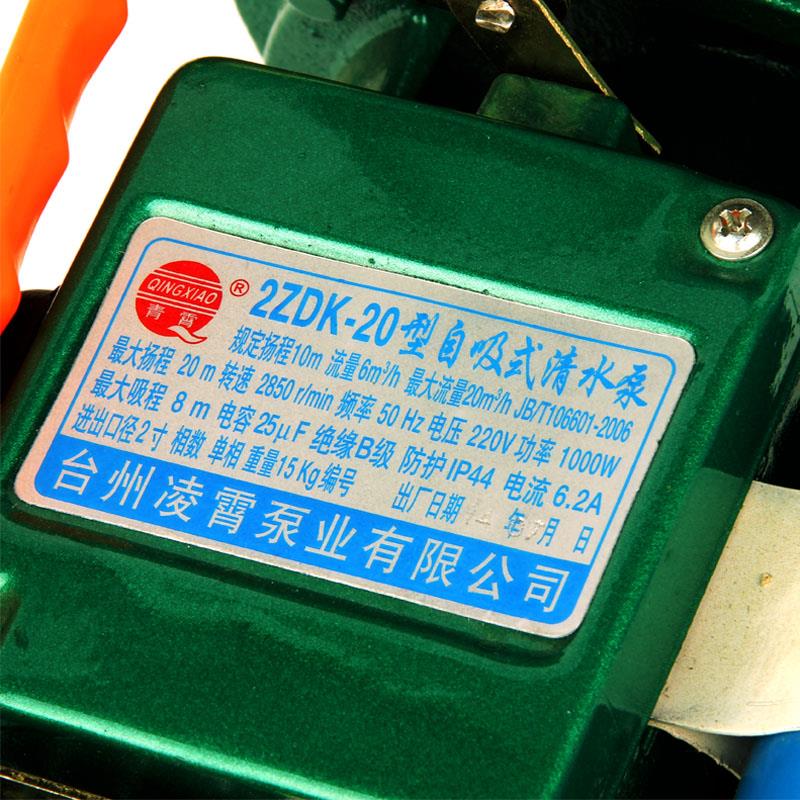 QINGXIAO
青霄
® 2ZDK-20型自吸式清水泵
规定扬程10m 流量6m³/h 最大流量20m³/h JB/T106601-2006
最大扬程 20m 转速 2850r/min 频率 50Hz 电压 220V 功率 1000W
最大吸程 8m 电容 25μF 绝缘B级 防护IP44 电流 6.2A
进出口径2寸 相数 单相 重量15Kg 编号 出厂日期 年 月 日
台州凌霄泵业有限公司